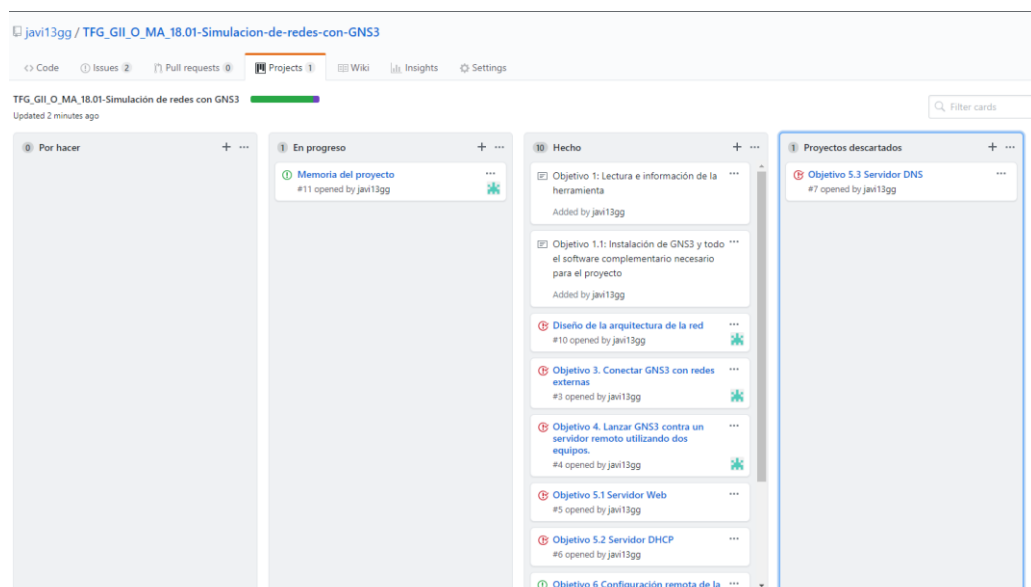 javi13gg / TFG_GII_O_MA_18.01-Simulacion-de-redes-con-GNS3
Code Issues 2 Pull requests 0 Projects 1 Wiki Insights Settings
TFG_GII_O_MA_18.01-Simulación de redes con GNS3
Updated 2 minutes ago
Filter cards
0 Por hacer
1 En progreso
Memoria del proyecto
#11 opened by javi13gg
10 Hecho
Objetivo 1: Lectura e información de la
herramienta
Added by javi13gg
Objetivo 1.1: Instalación de GNS3 y todo
el software complementario necesario
para el proyecto
Added by javi13gg
Diseño de la arquitectura de la red
#10 opened by javi13gg
Objetivo 3. Conectar GNS3 con redes
externas
#3 opened by javi13gg
Objetivo 4. Lanzar GNS3 contra un
servidor remoto utilizando dos
equipos.
#4 opened by javi13gg
Objetivo 5.1 Servidor Web
#5 opened by javi13gg
Objetivo 5.2 Servidor DHCP
#6 opened by javi13gg
Objetivo 6 Configuración remota de la
1 Proyectos descartados
Objetivo 5.3 Servidor DNS
#7 opened by javi13gg